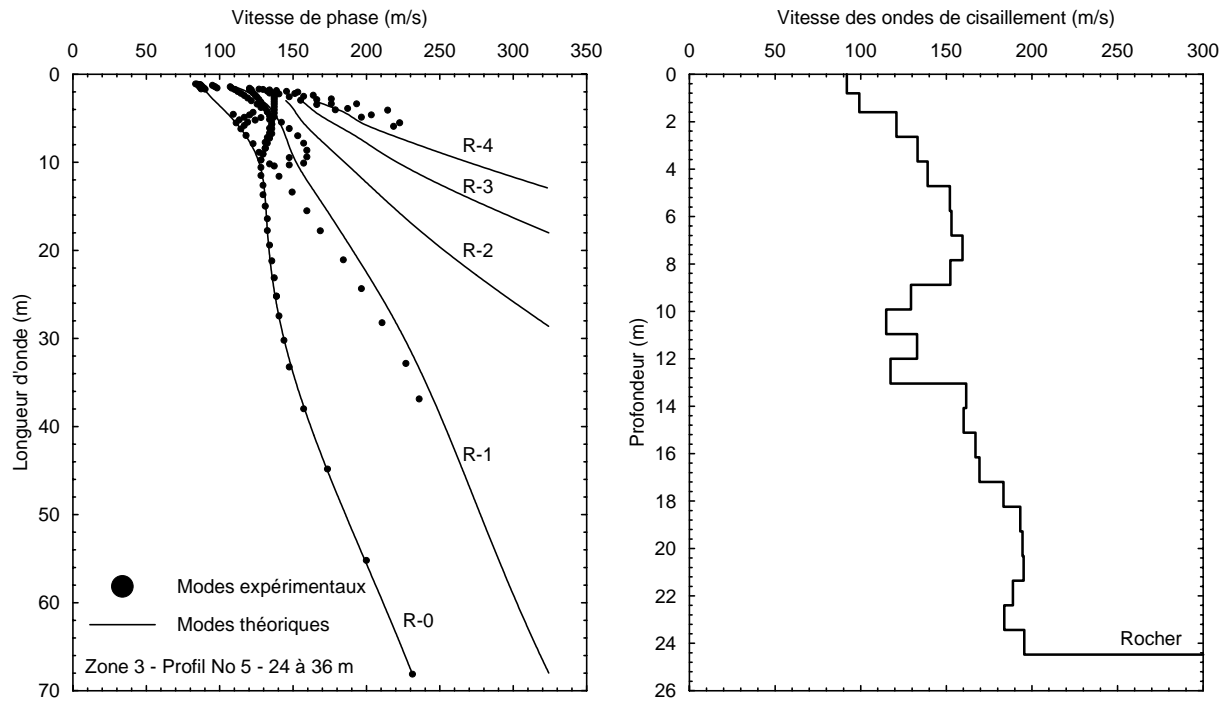 Vitesse de phase (m/s)
0 50 100 150 200 250 300 350
0
10
20
30
40
50
60
70
Longueur d'onde (m)
R-4
R-3
R-2
R-1
R-0
Modes expérimentaux
Modes théoriques
Zone 3 - Profil No 5 - 24 à 36 m
Vitesse des ondes de cisaillement (m/s)
0 50 100 150 200 250 300
0
2
4
6
8
10
12
14
16
18
20
22
24
26
Profondeur (m)
Rocher